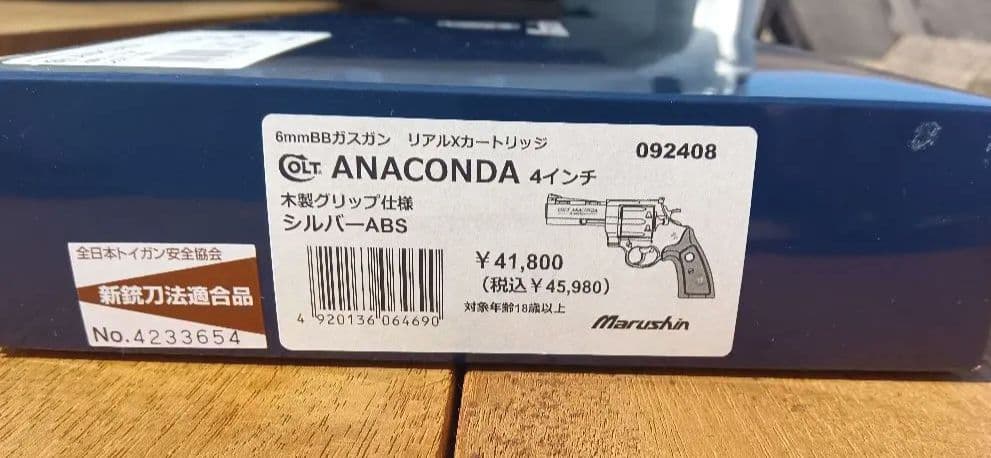 6mmBBガスガン リアルXカートリッジ
092408
COLT ANACONDA 4インチ
木製グリップ仕様
シルバーABS
COLT ANACONDA
¥41,800
(税込¥45,980)
対象年齢18歳以上
4 920136 064690
Marushin
全日本トイガン安全協会
新銃刀法適合品
No.4233654